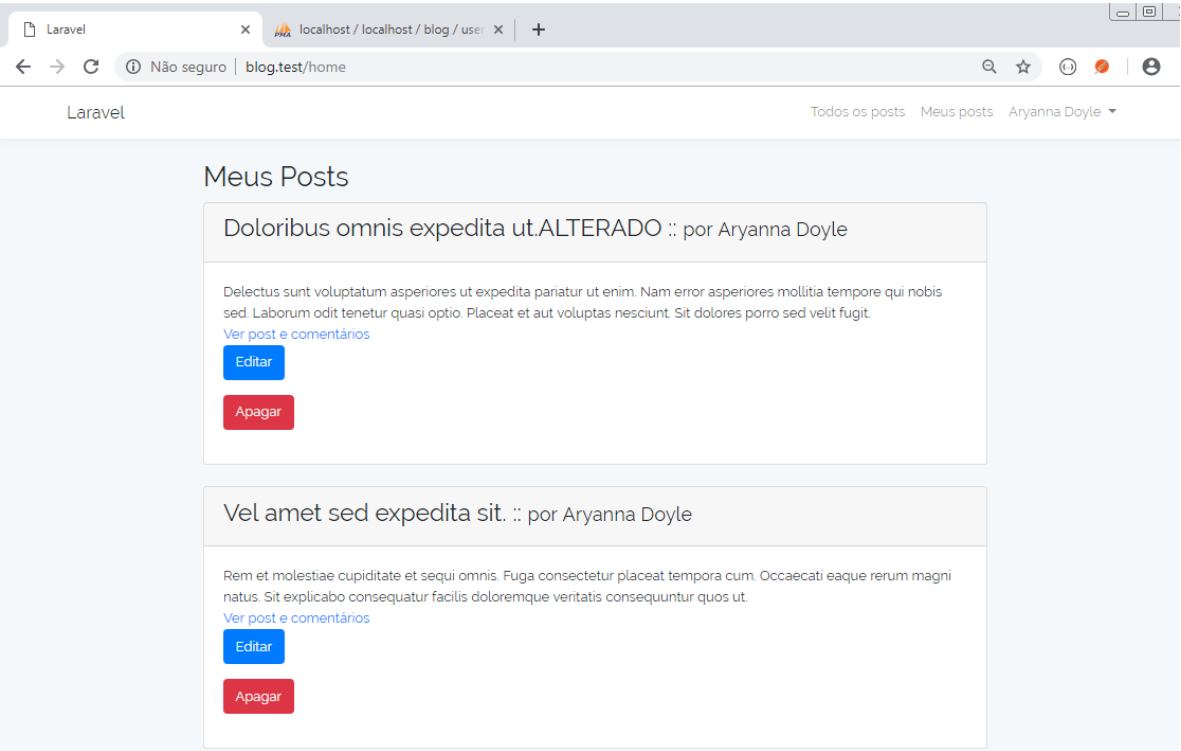 Laravel
localhost / localhost / blog / user
Não seguro | blog.test/home
Laravel
Todos os posts Meus posts Aryanna Doyle
Meus Posts
Doloribus omnis expedita ut.ALTERADO :: por Aryanna Doyle
Delectus sunt voluptatum asperiores ut expedita pariatur ut enim. Nam error asperiores mollitia tempore qui nobis
sed. Laborum odit tenetur quasi optio. Placeat et aut voluptas nesciunt. Sit dolores porro sed velit fugit.
Ver post e comentários
Editar
Apagar
Vel amet sed expedita sit. :: por Aryanna Doyle
Rem et molestiae cupiditate et sequi omnis. Fuga consectetur placeat tempora cum. Occaecati eaque rerum magni
natus. Sit explicabo consequatur facilis doloremque veritatis consequuntur quos ut.
Ver post e comentários
Editar
Apagar